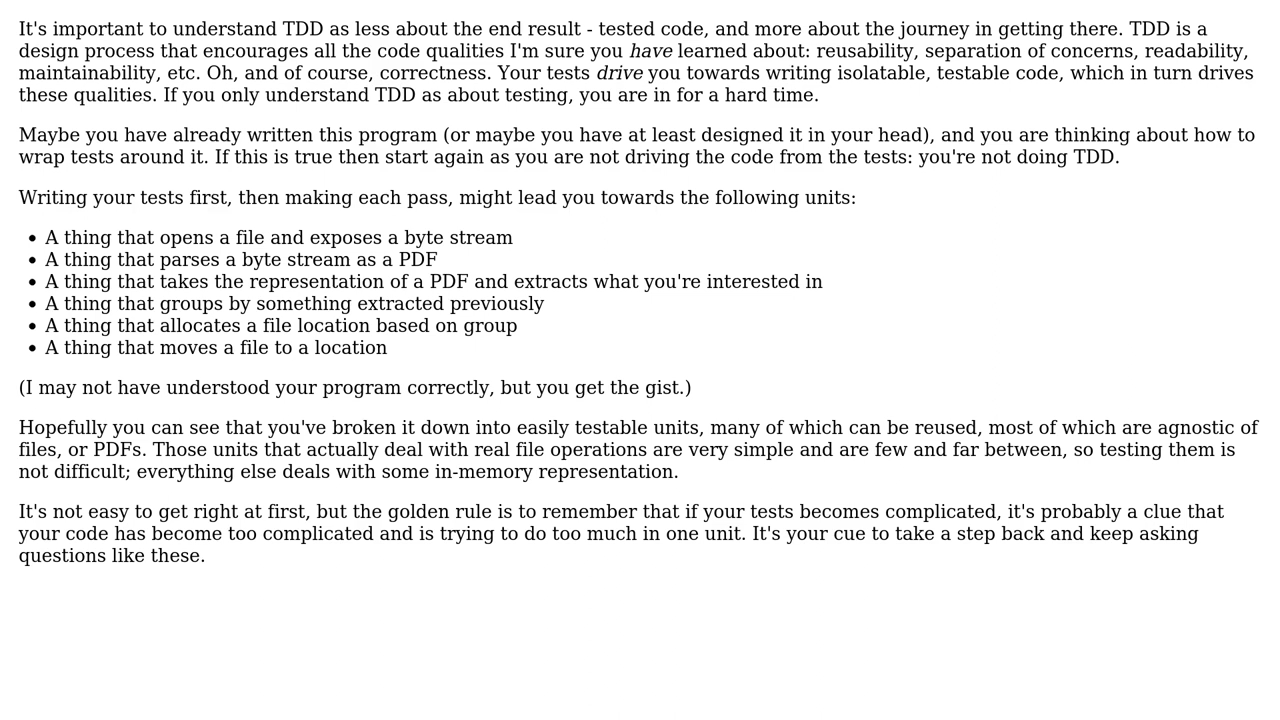 It's important to understand TDD as less about the end result - tested code, and more about the journey in getting there. TDD is a
design process that encourages all the code qualities I'm sure you have learned about: reusability, separation of concerns, readability,
maintainability, etc. Oh, and of course, correctness. Your tests drive you towards writing isolatable, testable code, which in turn drives
these qualities. If you only understand TDD as about testing, you are in for a hard time.
Maybe you have already written this program (or maybe you have at least designed it in your head), and you are thinking about how to
wrap tests around it. If this is true then start again as you are not driving the code from the tests: you're not doing TDD.
Writing your tests first, then making each pass, might lead you towards the following units:
• A thing that opens a file and exposes a byte stream
• A thing that parses a byte stream as a PDF
• A thing that takes the representation of a PDF and extracts what you're interested in
• A thing that groups by something extracted previously
• A thing that allocates a file location based on group
• A thing that moves a file to a location
(I may not have understood your program correctly, but you get the gist.)
Hopefully you can see that you've broken it down into easily testable units, many of which can be reused, most of which are agnostic of
files, or PDFs. Those units that actually deal with real file operations are very simple and are few and far between, so testing them is
not difficult; everything else deals with some in-memory representation.
It's not easy to get right at first, but the golden rule is to remember that if your tests becomes complicated, it's probably a clue that
your code has become too complicated and is trying to do too much in one unit. It's your cue to take a step back and keep asking
questions like these.